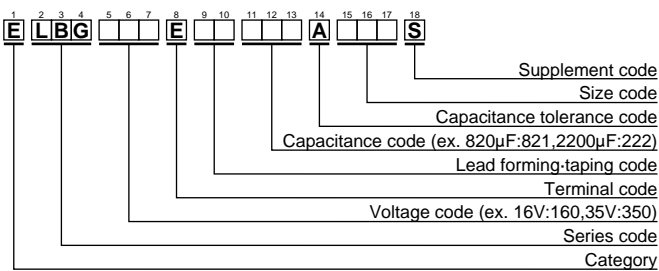 1 2 3 4 5 6 7 8 9 10 11 12 13 14 15 16 17 18
E L B G E A S
Supplement code
Size code
Capacitance tolerance code
Capacitance code (ex. 820µF:821,2200µF:222)
Lead forming·taping code
Terminal code
Voltage code (ex. 16V:160,35V:350)
Series code
Category